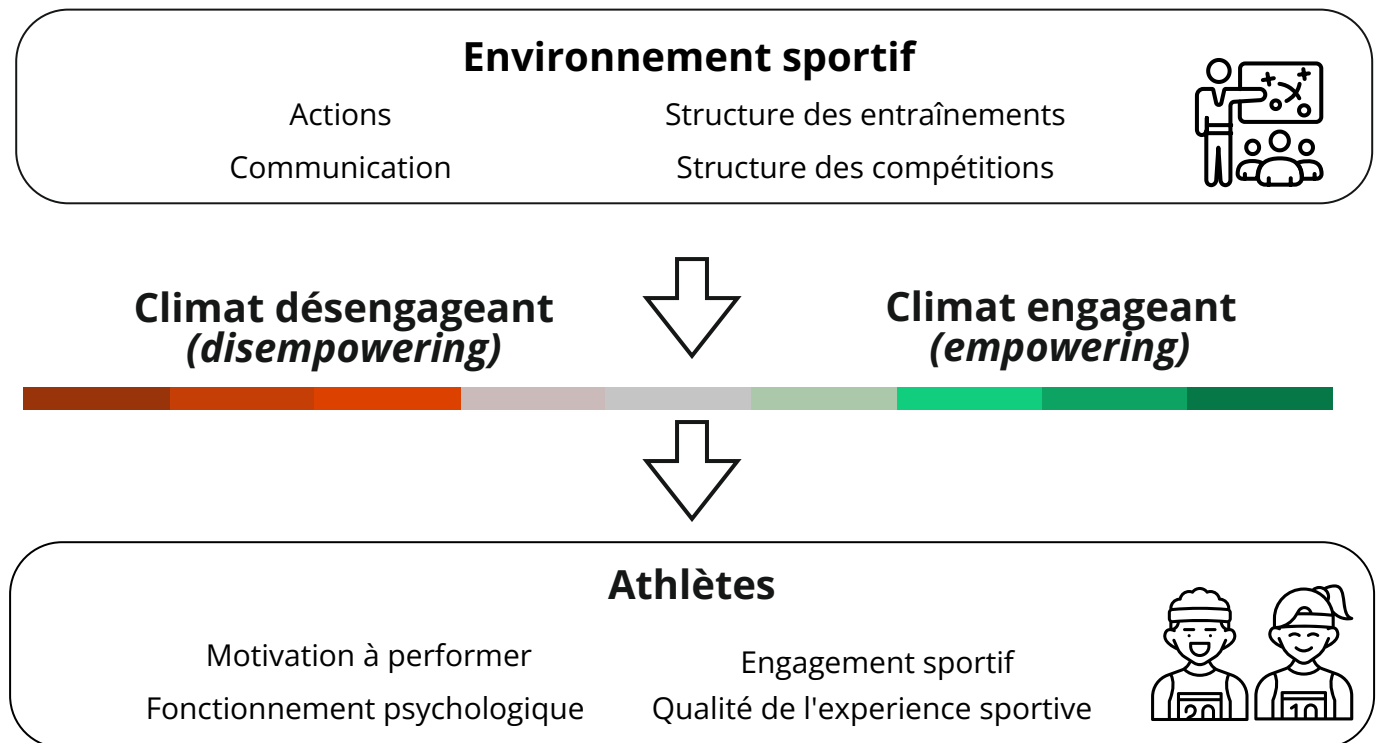 Environnement sportif
Actions
Structure des entraînements
Communication
Structure des compétitions
Climat désengageant
(disempowering)
Climat engageant
(empowering)
Athlètes
Motivation à performer
Engagement sportif
Fonctionnement psychologique
Qualité de l'experience sportive
20
10